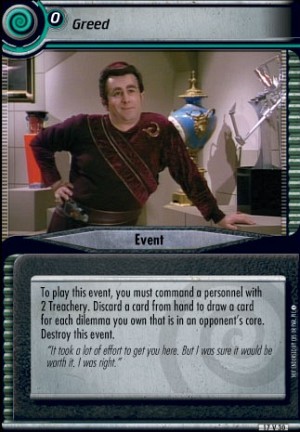 0
Greed
Event
To play this event, you must command a personnel with
2 Treachery. Discard a card from hand to draw a card
for each dilemma you own that is in an opponent's core.
Destroy this event.
"It took a lot of effort to get you here. But I was sure it would be
worth it. I was right."
17 V 30